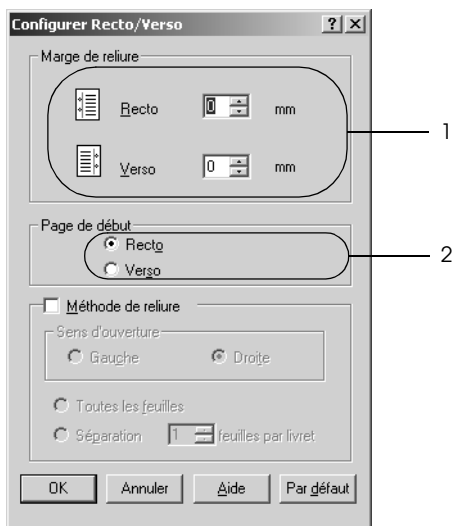 Configurer Recto/Verso
Marge de reliure
Recto 0 mm
1
Verso 0 mm
Page de début
Recto
2
Verso
Méthode de reliure
Sens d'ouverture
Gauche Droite
Toutes les feuilles
Séparation 1 feuilles par livret
OK Annuler Aide Par défaut